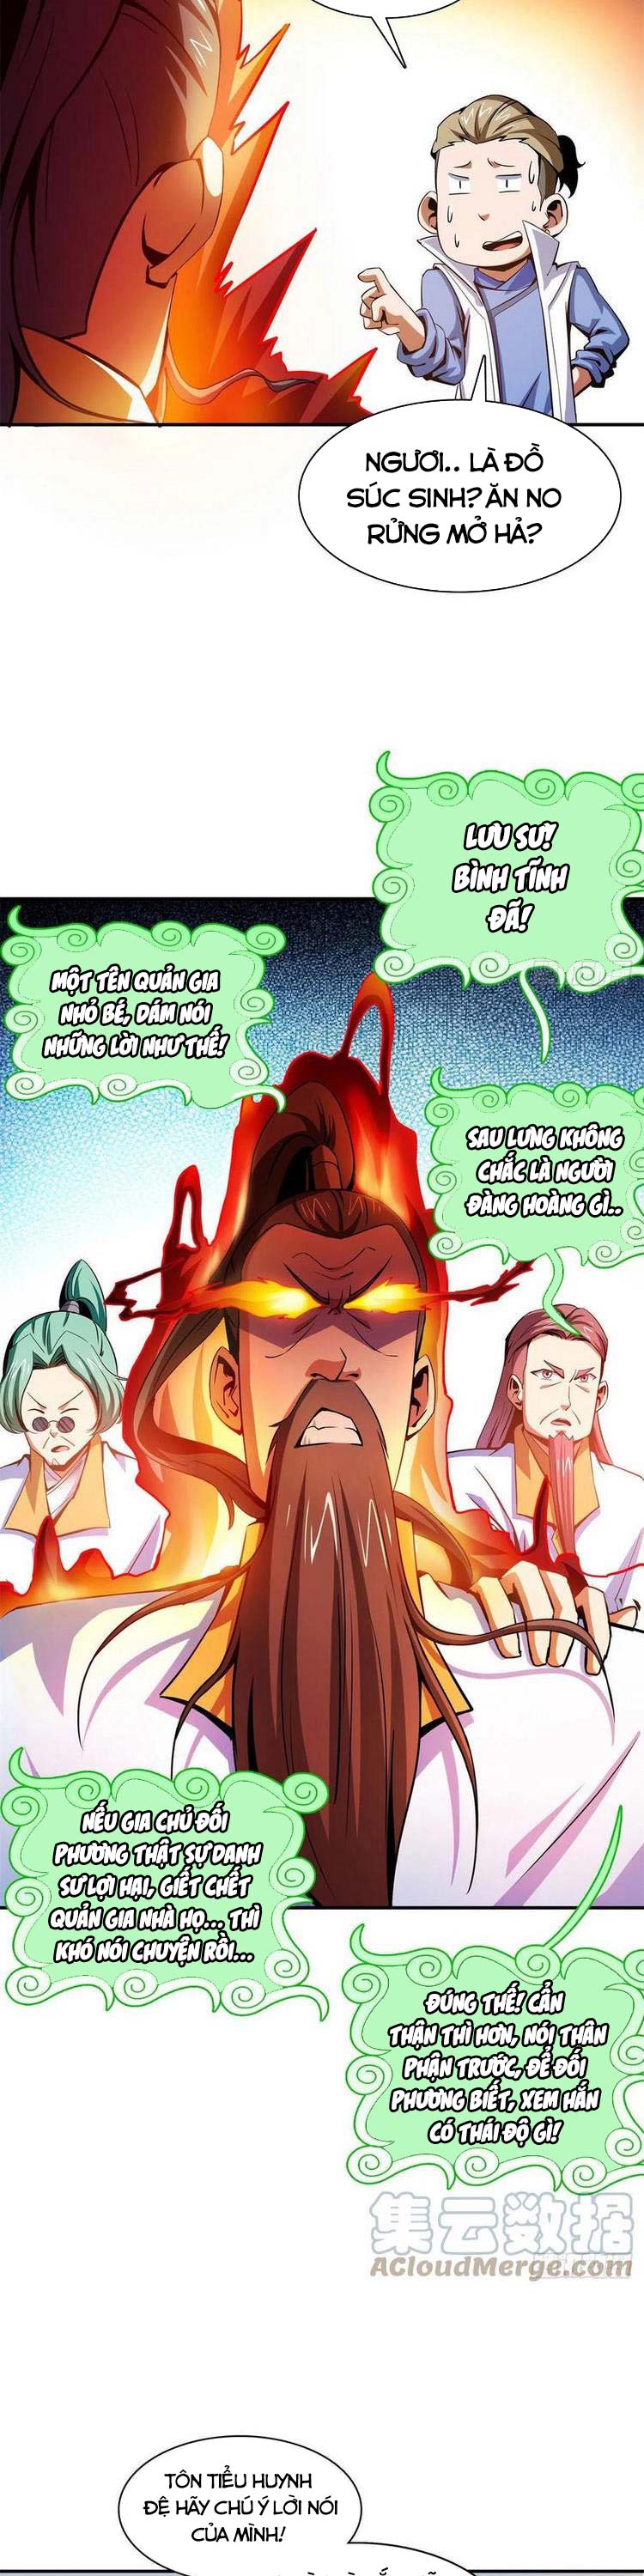 NGƯƠI.. LÀ ĐỒ
SÚC SINH? ĂN NO
RỬNG MỞ HẢ?
LƯU SƯ!
BÌNH TĨNH
ĐÃ!
MỘT TÊN QUẢN GIA
NHỎ BÉ, DÁM NÓI
NHỮNG LỜI NHƯ THẾ!
SAU LƯNG KHÔNG
CHẮC LÀ NGƯỜI
ĐÀNG HOÀNG GÌ..
NẾU GIA CHỦ ĐỐI
PHƯƠNG THẬT SỰ DANH
SƯ LỢI HẠI, GIẾT CHẾT
QUẢN GIA NHÀ HỌ... THÌ
KHÓ NÓI CHUYỆN RỒI...
ĐÚNG THẾ! CẨN
THẬN THÌ HƠN, NÓI THÂN
PHẬN TRƯỚC, ĐỂ ĐỐI
PHƯƠNG BIẾT, XEM HẮN
CÓ THÁI ĐỘ GÌ!
集云数据
ACloudMerge.com
TÔN TIỂU HUYNH
ĐỆ HÃY CHÚ Ý LỜI NÓI
CỦA MÌNH!